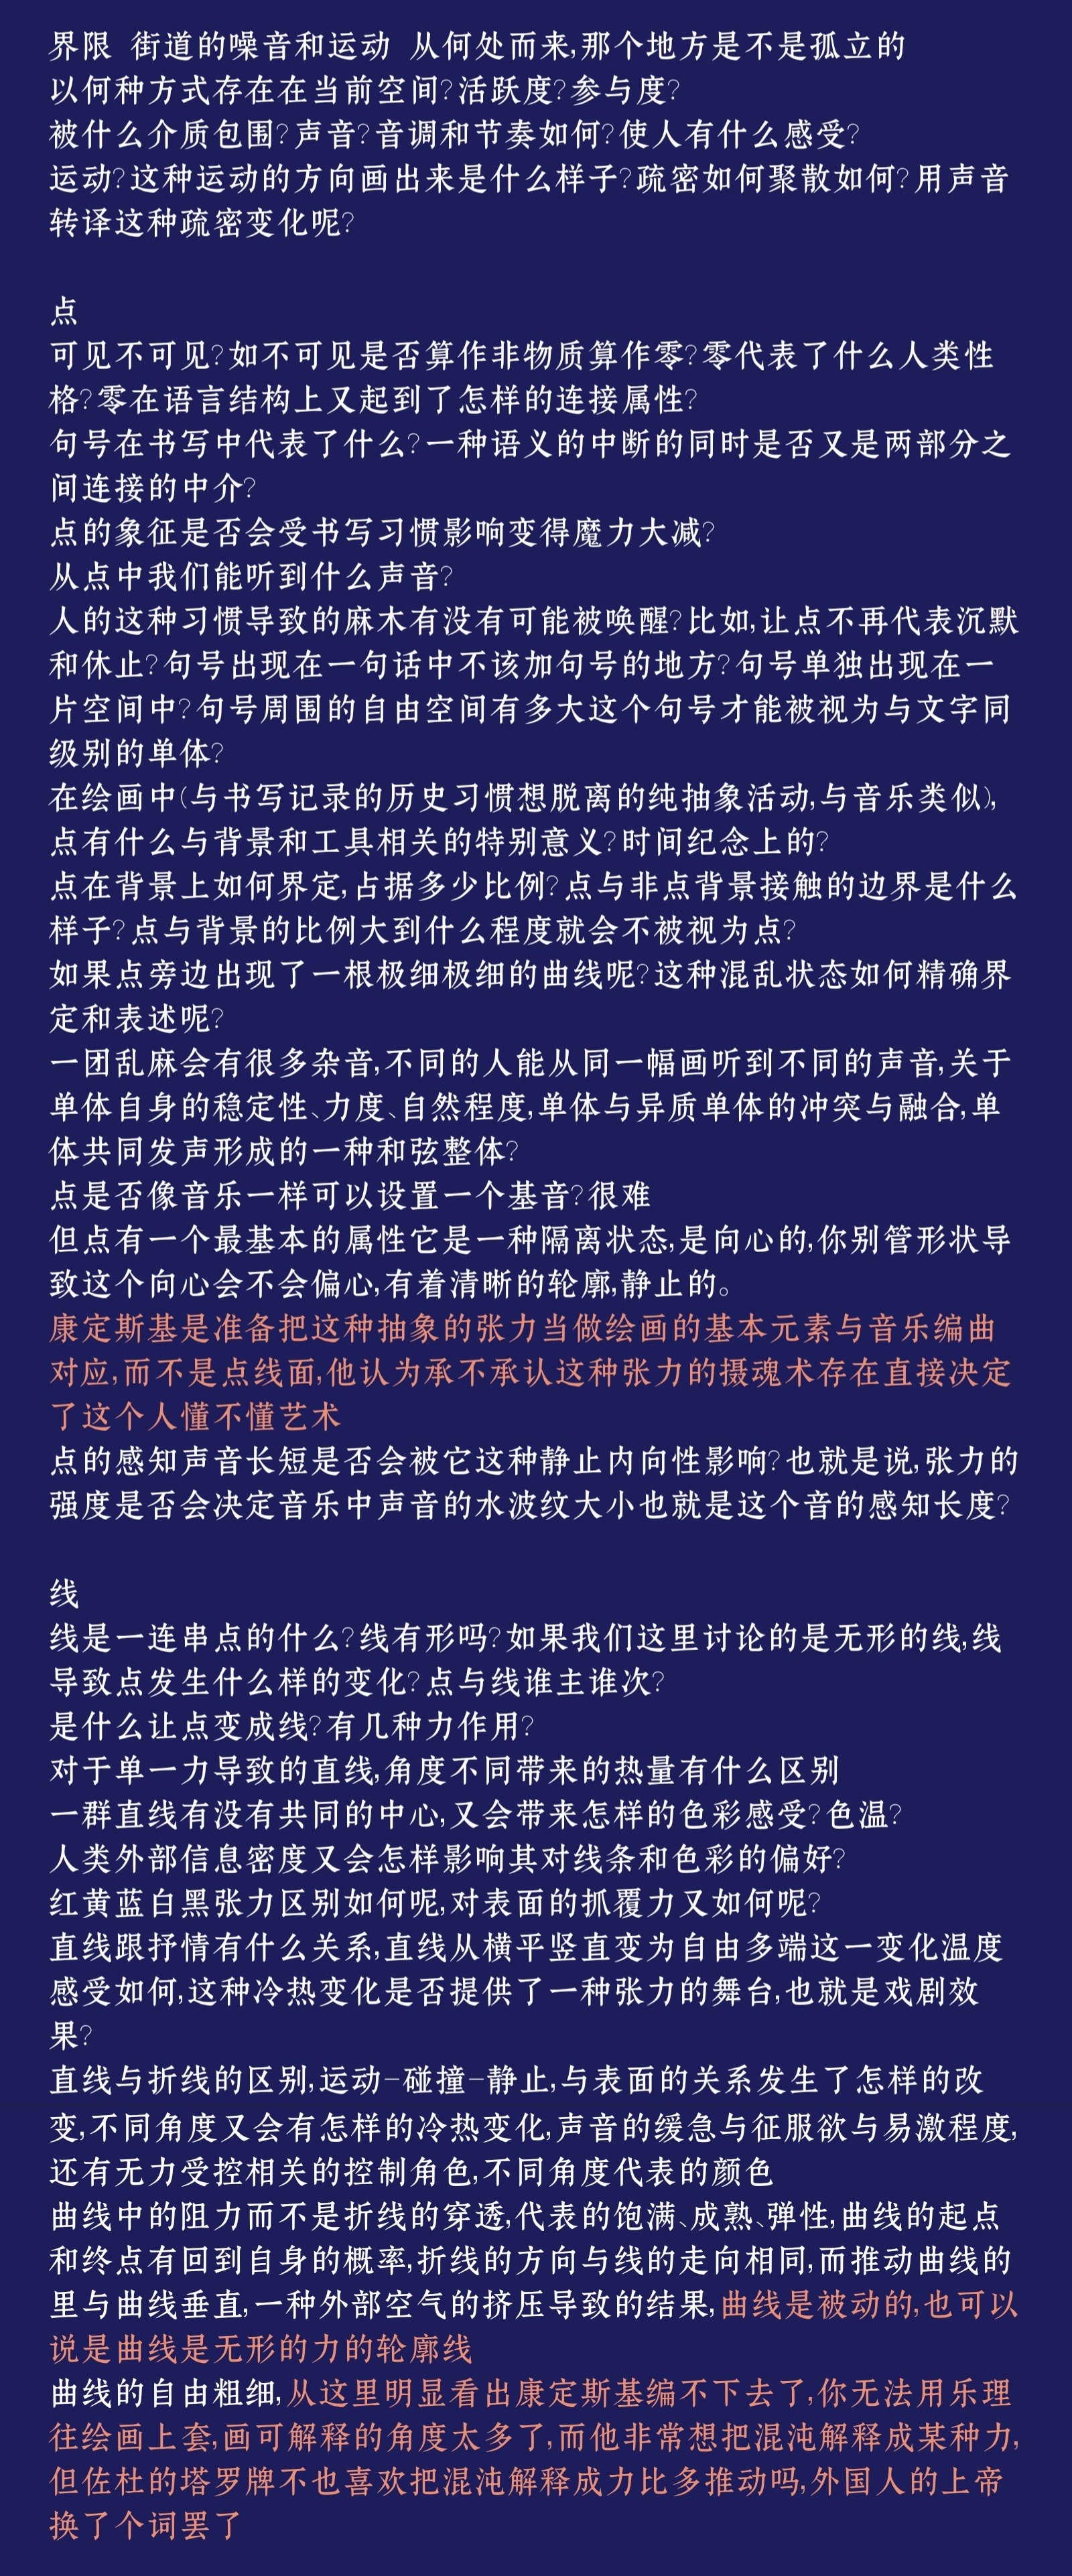 界限 街道的噪音和运动 从何处而来,那个地方是不是孤立的
以何种方式存在在当前空间?活跃度?参与度?
被什么介质包围?声音?音调和节奏如何?使人有什么感受?
运动?这种运动的方向画出来是什么样子?疏密如何聚散如何?用声音
转译这种疏密变化呢?
点
可见不可见?如不可见是否算作非物质算作零?零代表了什么人类性
格?零在语言结构上又起到了怎样的连接属性?
句号在书写中代表了什么?一种语义的中断的同时是否又是两部分之
间连接的中介?
点的象征是否会受书写习惯影响变得魔力大减?
从点中我们能听到什么声音?
人的这种习惯导致的麻木有没有可能被唤醒?比如,让点不再代表沉默
和休止?句号出现在一句话中不该加句号的地方?句号单独出现在一
片空间中?句号周围的自由空间有多大这个句号才能被视为与文字同
级别的单体?
在绘画中(与书写记录的历史习惯想脱离的纯抽象活动,与音乐类似),
点有什么与背景和工具相关的特别意义?时间纪念上的?
点在背景上如何界定,占据多少比例?点与非点背景接触的边界是什么
样子?点与背景的比例大到什么程度就会不被视为点?
如果点旁边出现了一根极细极细的曲线呢?这种混乱状态如何精确界
定和表述呢?
一团乱麻会有很多杂音,不同的人能从同一幅画听到不同的声音,关于
单体自身的稳定性、力度、自然程度,单体与异质单体的冲突与融合,单
体共同发声形成的一种和弦整体?
点是否像音乐一样可以设置一个基音?很难
但点有一个最基本的属性它是一种隔离状态,是向心的,你别管形状导
致这个向心会不会偏心,有着清晰的轮廓,静止的。
康定斯基是准备把这种抽象的张力当做绘画的基本元素与音乐编曲
对应,而不是点线面,他认为承不承认这种张力的摄魂术存在直接决定
了这个人懂不懂艺术
点的感知声音长短是否会被它这种静止内向性影响?也就是说,张力的
强度是否会决定音乐中声音的水波纹大小也就是这个音的感知长度?
线
线是一连串点的什么?线有形吗?如果我们这里讨论的是无形的线,线
导致点发生什么样的变化?点与线谁主谁次?
是什么让点变成线?有几种力作用?
对于单一力导致的直线,角度不同带来的热量有什么区别
一群直线有没有共同的中心,又会带来怎样的色彩感受?色温?
人类外部信息密度又会怎样影响其对线条和色彩的偏好?
红黄蓝白黑张力区别如何呢,对表面的抓覆力又如何呢?
直线跟抒情有什么关系,直线从横平竖直变为自由多端这一变化温度
感受如何,这种冷热变化是否提供了一种张力的舞台,也就是戏剧效
果?
直线与折线的区别,运动-碰撞-静止,与表面的关系发生了怎样的改
变,不同角度又会有怎样的冷热变化,声音的缓急与征服欲与易激程度,
还有无力受控相关的控制角色,不同角度代表的颜色
曲线中的阻力而不是折线的穿透,代表的饱满、成熟、弹性,曲线的起点
和终点有回到自身的概率,折线的方向与线的走向相同,而推动曲线的
里与曲线垂直,一种外部空气的挤压导致的结果,曲线是被动的,也可以
说是曲线是无形的力的轮廓线
曲线的自由粗细,从这里明显看出康定斯基编不下去了,你无法用乐理
往绘画上套,画可解释的角度太多了,而他非常想把混沌解释成某种力,
但佐杜的塔罗牌不也喜欢把混沌解释成力比多推动吗,外国人的上帝
换了个词罢了